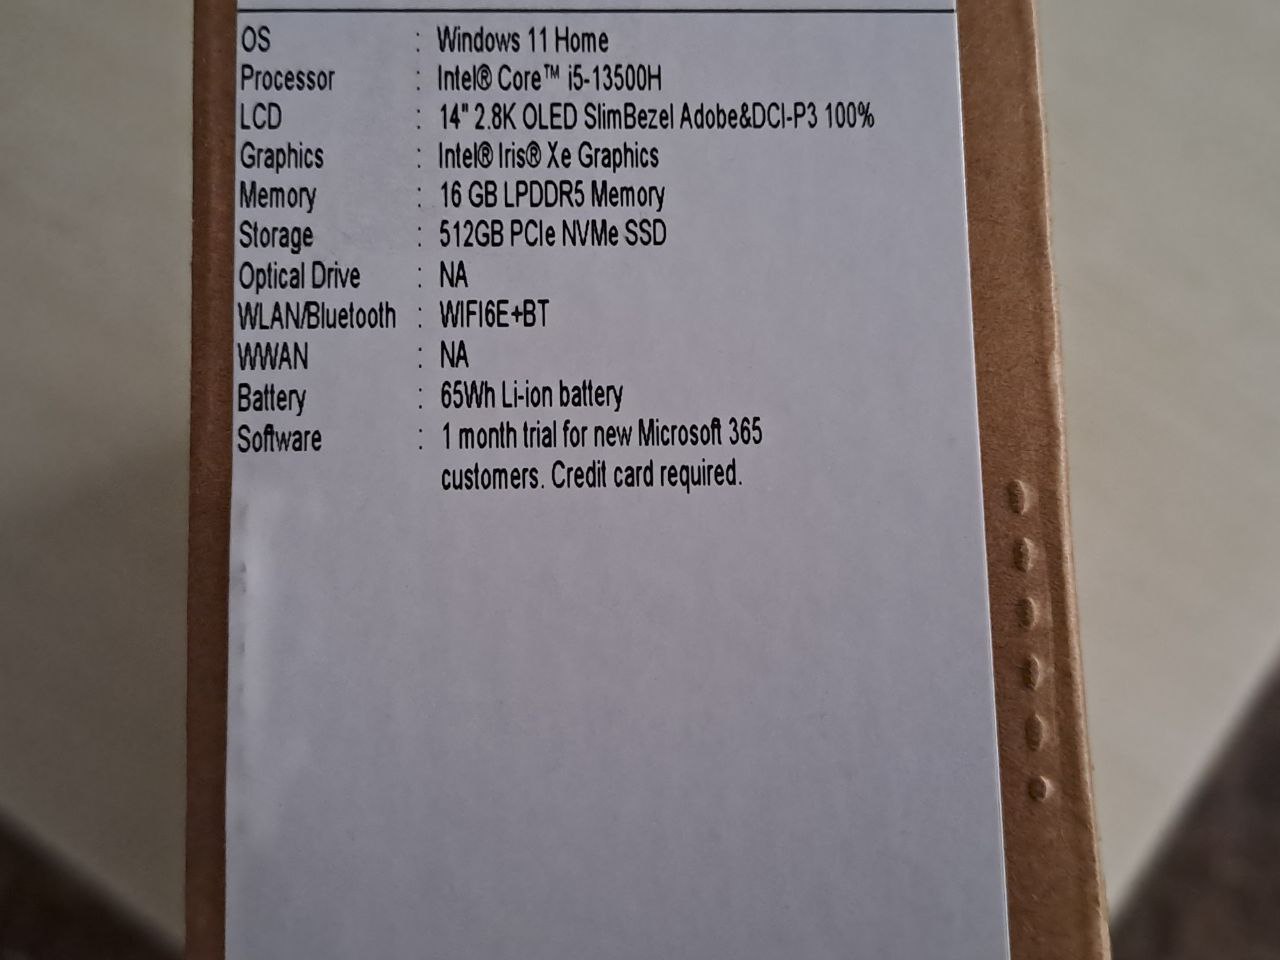 OS : Windows 11 Home
Processor : Intel® Core™ i5-13500H
LCD : 14" 2.8K OLED SlimBezel Adobe&DCI-P3 100%
Graphics : Intel® Iris® Xe Graphics
Memory : 16 GB LPDDR5 Memory
Storage : 512GB PCIe NVMe SSD
Optical Drive : NA
WLAN/Bluetooth : WIFI6E+BT
WWAN : NA
Battery : 65Wh Li-ion battery
Software : 1 month trial for new Microsoft 365
customers. Credit card required.